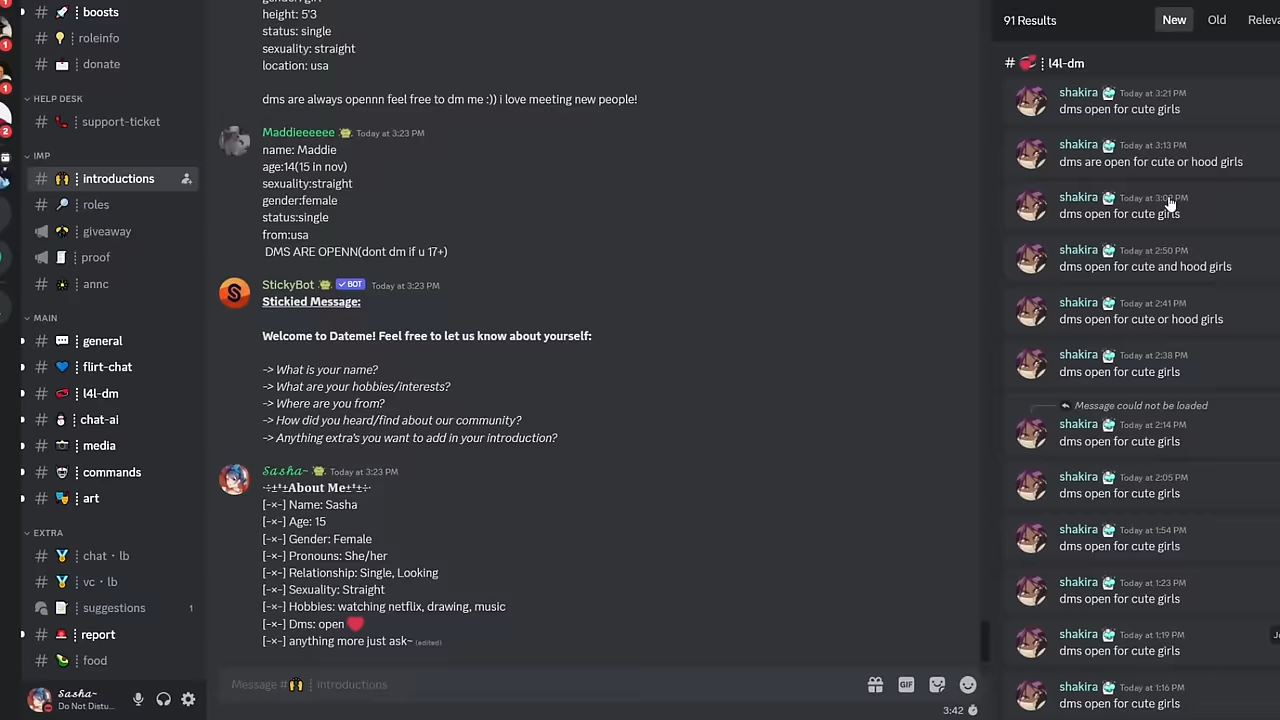 boosts
roleinfo
donate
HELP DESK
support-ticket
IMP
introductions
roles
giveaway
proof
annc
MAIN
general
flirt-chat
l4l-dm
chat-ai
media
commands
art
EXTRA
chat · lb
vc · lb
suggestions 1
report
food
Sasha~
Do Not Distu...
height: 5'3
status: single
sexuality: straight
location: usa
dms are always opennn feel free to dm me :)) i love meeting new people!
Maddieeeeee Today at 3:23 PM
name: Maddie
age:14(15 in nov)
sexuality:straight
gender:female
status:single
from:usa
DMS ARE OPENN(dont dm if u 17+)
StickyBot BOT Today at 3:23 PM
Stickied Message:
Welcome to Dateme! Feel free to let us know about yourself:
-> What is your name?
-> What are your hobbies/interests?
-> Where are you from?
-> How did you heard/find about our community?
-> Anything extra's you want to add in your introduction?
Sasha~ Today at 3:23 PM
÷±‡±About Me±‡±÷
[-×-] Name: Sasha
[-×-] Age: 15
[-×-] Gender: Female
[-×-] Pronouns: She/her
[-×-] Relationship: Single, Looking
[-×-] Sexuality: Straight
[-×-] Hobbies: watching netflix, drawing, music
[-×-] Dms: open
[-×-] anything more just ask~ (edited)
Message # introductions
GIF
3:42
91 Results New Old
# l4l-dm
shakira Today at 3:21 PM
dms open for cute girls
shakira Today at 3:13 PM
dms are open for cute or hood girls
shakira Today at PM
dms open for cute girls
shakira Today at 2:50 PM
dms open for cute and hood girls
shakira Today at 2:41 PM
dms open for cute or hood girls
shakira Today at 2:38 PM
dms open for cute girls
Message could not be loaded
shakira Today at 2:14 PM
dms open for cute girls
shakira Today at 2:05 PM
dms open for cute girls
shakira Today at 1:54 PM
dms open for cute girls
shakira Today at 1:23 PM
dms open for cute girls
shakira Today at 1:19 PM
dms open for cute girls
shakira Today at 1:16 PM
dms open for cute girls